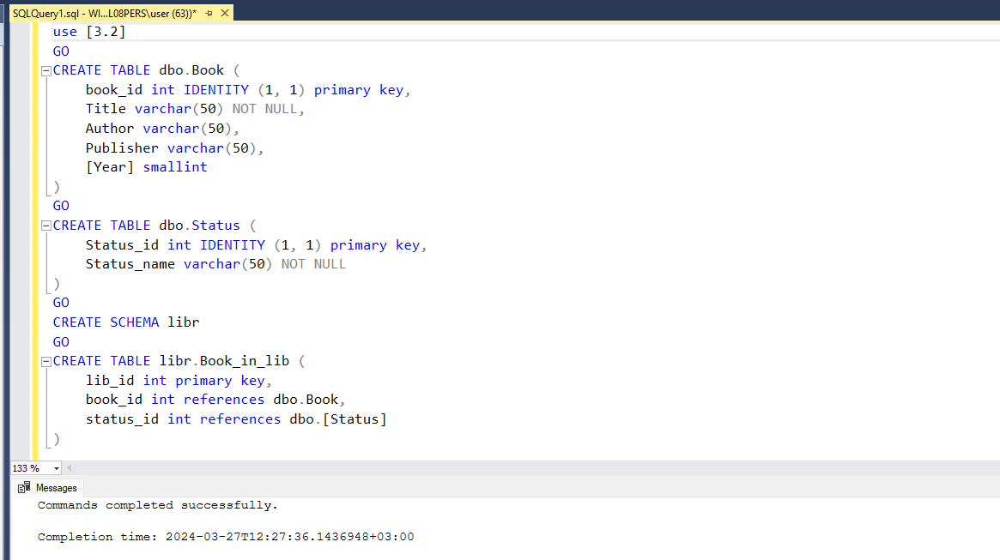 SQLQuery1.sql - WI...L08PERS\user (63))*
use [3.2]
GO
CREATE TABLE dbo.Book (
    book_id int IDENTITY (1, 1) primary key,
    Title varchar(50) NOT NULL,
    Author varchar(50),
    Publisher varchar(50),
    [Year] smallint
)
GO
CREATE TABLE dbo.Status (
    Status_id int IDENTITY (1, 1) primary key,
    Status_name varchar(50) NOT NULL
)
GO
CREATE SCHEMA libr
GO
CREATE TABLE libr.Book_in_lib (
    lib_id int primary key,
    book_id int references dbo.Book,
    status_id int references dbo.[Status]
)
133 %
Messages
Commands completed successfully.
Completion time: 2024-03-27T12:27:36.1436948+03:00